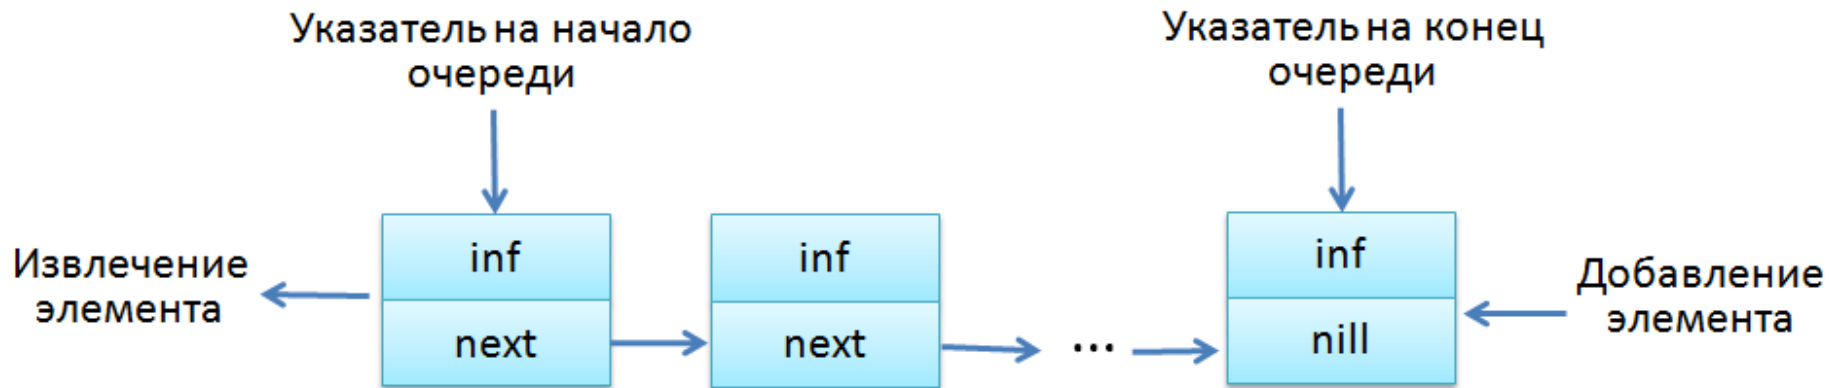 Указатель на начало
очереди
Указатель на конец
очереди
Извлечение
элемента
inf
next
inf
next
...
inf
nill
Добавление
элемента